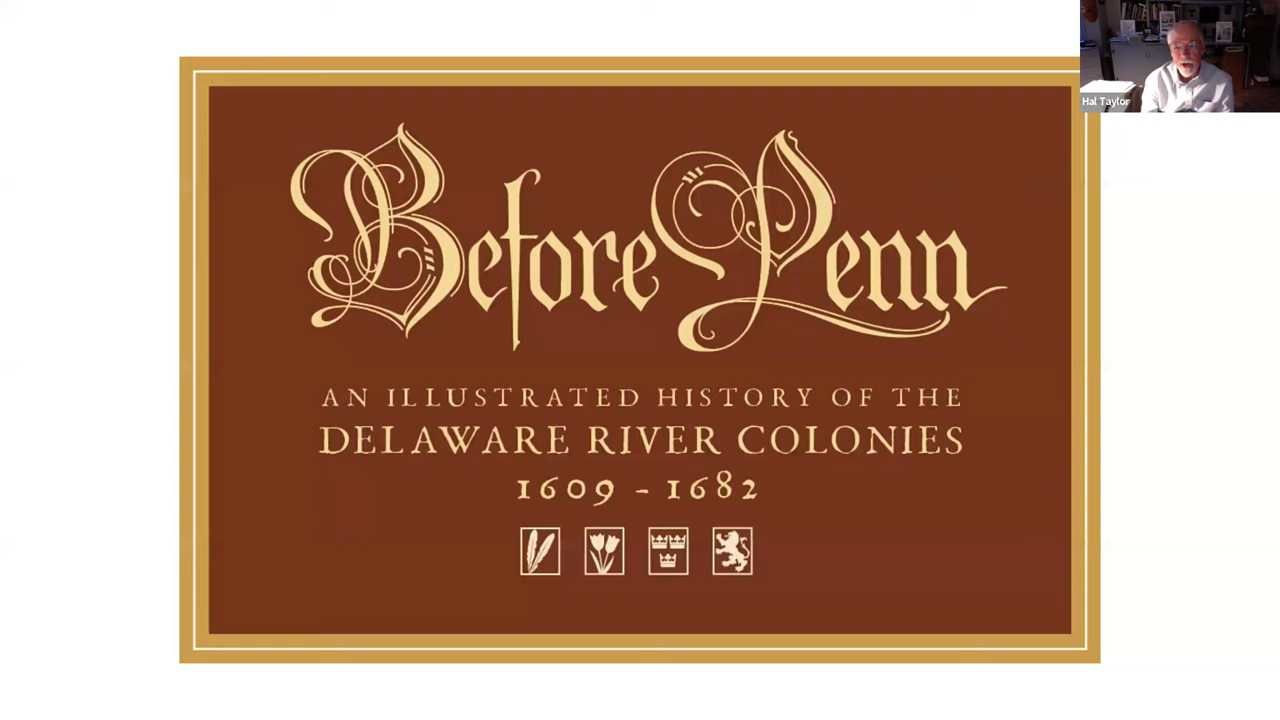 Before Penn
AN ILLUSTRATED HISTORY OF THE
DELAWARE RIVER COLONIES
1609 - 1682
Hal Taylor